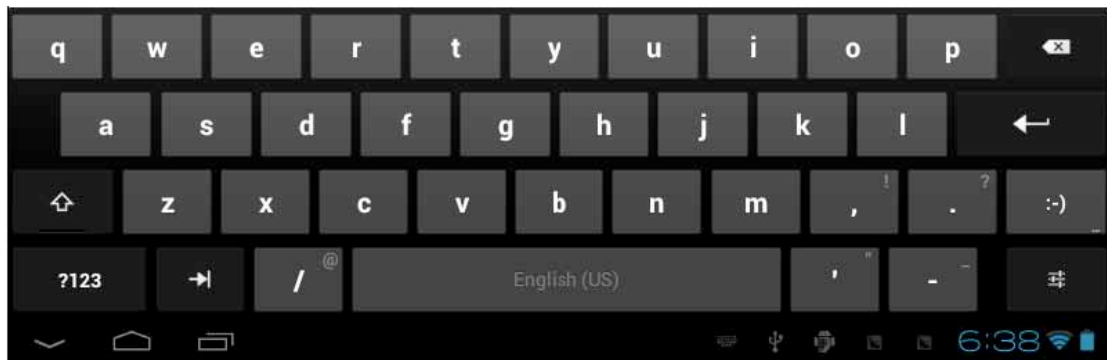 q w e r t y u i o p
a s d f g h j k l
z x c v b n m , ! . ? :-) ...
?123 / @ English (US) ' " - _
6:38